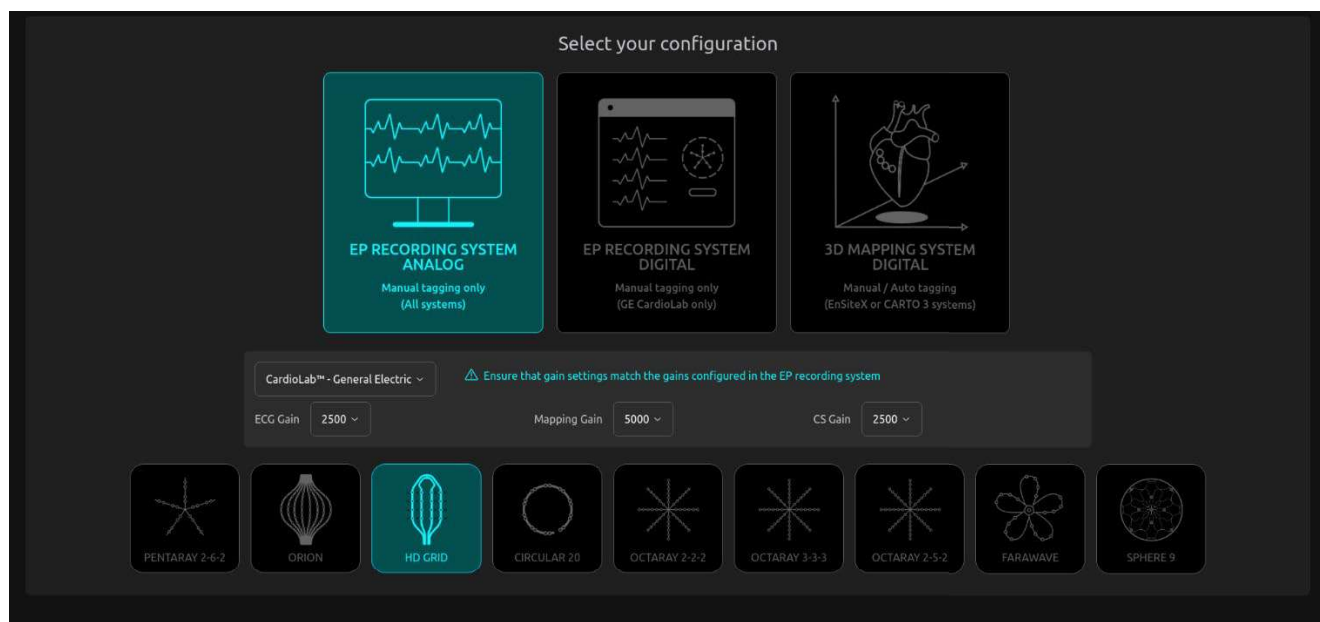 Select your configuration
EP RECORDING SYSTEM
ANALOG
Manual tagging only
(All systems)
EP RECORDING SYSTEM
DIGITAL
Manual tagging only
(GE CardioLab only)
3D MAPPING SYSTEM
DIGITAL
Manual / Auto tagging
(EnSiteX or CARTO 3 systems)
CardioLab™ - General Electric
Ensure that gain settings match the gains configured in the EP recording system
ECG Gain 2500
Mapping Gain 5000
CS Gain 2500
PENTARAY 2-6-2
ORION
HD GRID
CIRCULAR 20
OCTARAY 2-2-2
OCTARAY 3-3-3
OCTARAY 2-5-2
FARAWAVE
SPHERE 9